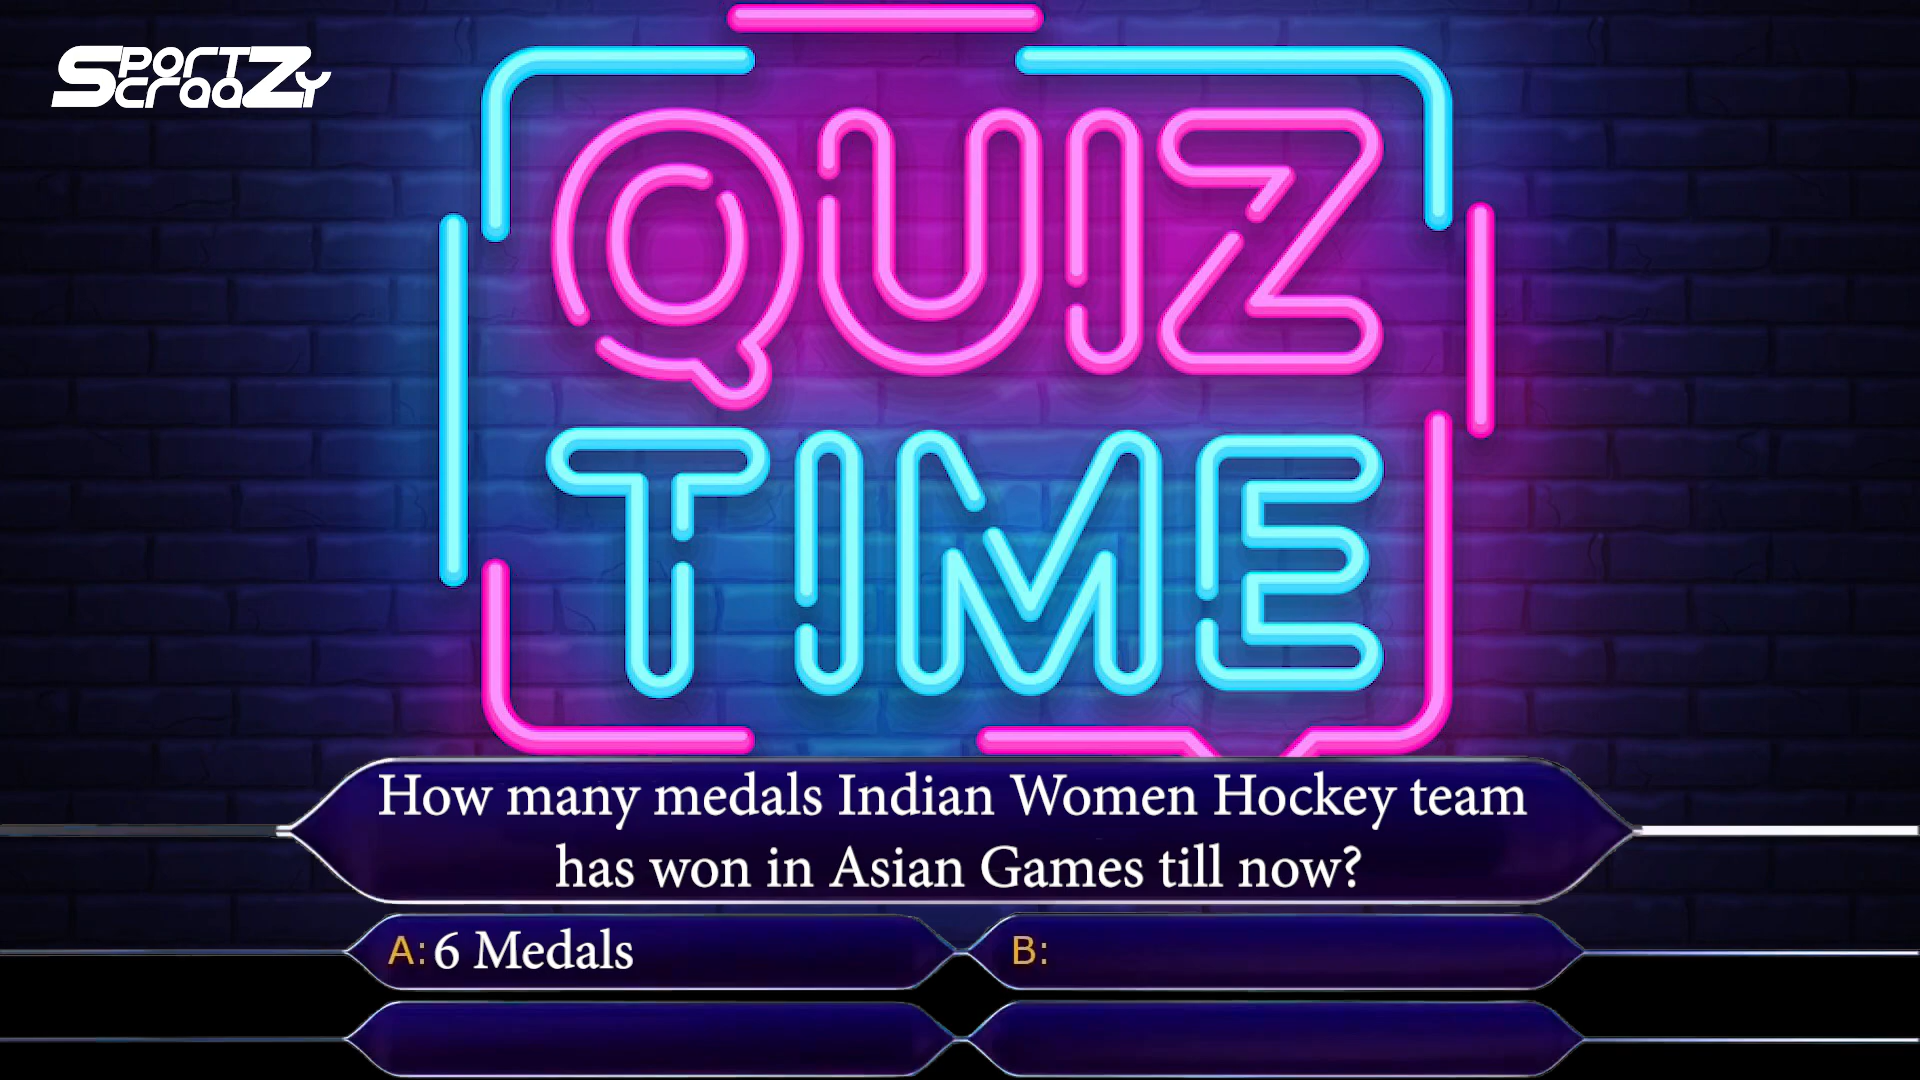 SPORTZ
SCRAAZY
QUIZ
TIME
How many medals Indian Women Hockey team
has won in Asian Games till now?
A: 6 Medals
B: